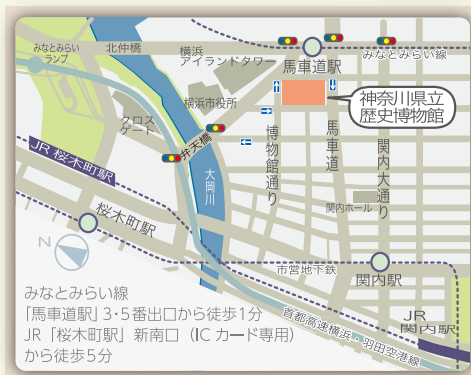 みなとみらい
ランプ
北仲橋
横浜
アイランドタワー
馬車道駅
みなとみらい線
神奈川県立
歴史博物館
横浜市役所
クロス
ゲート
弁天橋
大岡川
博物館通り
馬車道
関内大通り
関内ホール
JR 桜木町駅
桜木町駅
N
市営地下鉄
関内駅
JR
関内駅
首都高速横浜・羽田空港線
みなとみらい線
「馬車道駅」3・5番出口から徒歩1分
JR「桜木町駅」新南口（ICカード専用）
から徒歩5分